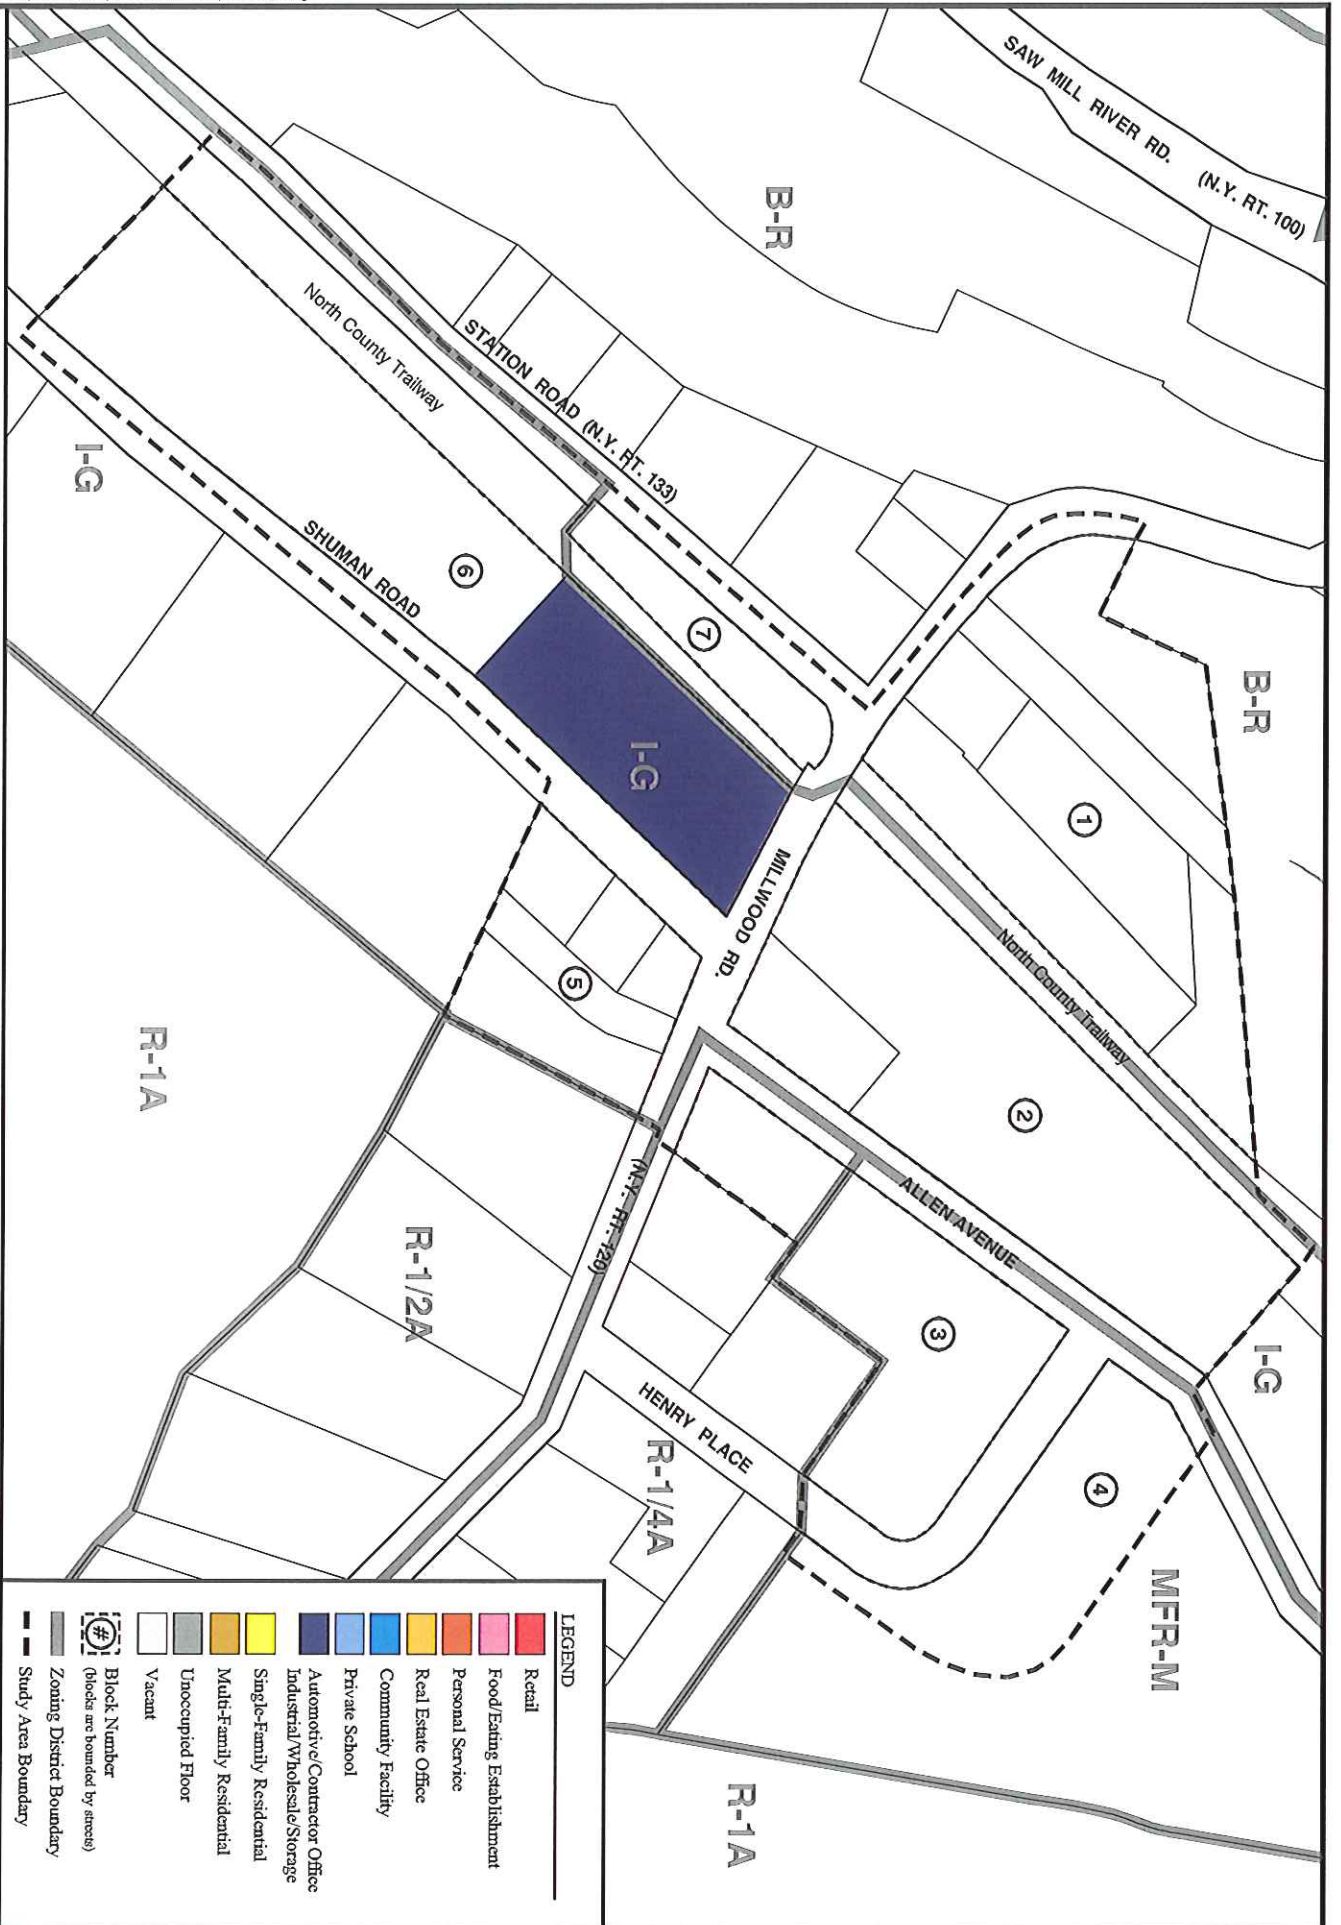 SAW MILL RIVER RD. (N.Y. RT. 100)
B-R
B-R
North County Trailway
STATION ROAD (N.Y. RT. 133)
I-G
SHUMAN ROAD
6
7
I-G
1
MILLWOOD RD.
North County Trailway
5
2
R-1A
(N.Y. RT. 120)
ALLEN AVENUE
R-1/2A
3
I-G
HENRY PLACE
R-1/4A
4
MFR-M
R-1A
LEGEND
Retail
Food/Eating Establishment
Personal Service
Real Estate Office
Community Facility
Private School
Automotive/Contractor Office
Industrial/Wholesale/Storage
Single-Family Residential
Multi-Family Residential
Unoccupied Floor
Vacant
# Block Number
(blocks are bounded by streets)
Zoning District Boundary
Study Area Boundary